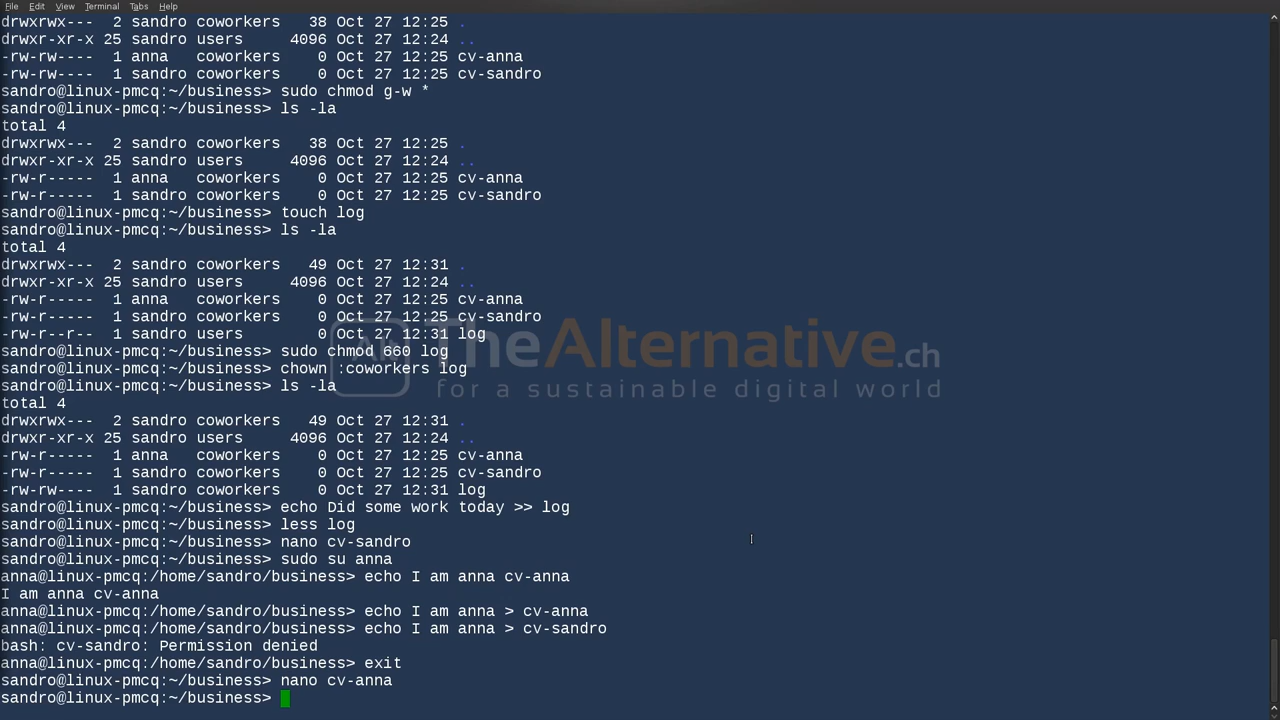 File Edit View Terminal Tabs Help
drwxrwx--- 2 sandro coworkers 38 Oct 27 12:25 .
drwxr-xr-x 25 sandro users 4096 Oct 27 12:24 ..
-rw-rw---- 1 anna coworkers 0 Oct 27 12:25 cv-anna
-rw-rw---- 1 sandro coworkers 0 Oct 27 12:25 cv-sandro
sandro@linux-pmcq:~/business> sudo chmod g-w *
sandro@linux-pmcq:~/business> ls -la
total 4
drwxrwx--- 2 sandro coworkers 38 Oct 27 12:25 .
drwxr-xr-x 25 sandro users 4096 Oct 27 12:24 ..
-rw-r----- 1 anna coworkers 0 Oct 27 12:25 cv-anna
-rw-r----- 1 sandro coworkers 0 Oct 27 12:25 cv-sandro
sandro@linux-pmcq:~/business> touch log
sandro@linux-pmcq:~/business> ls -la
total 4
drwxrwx--- 2 sandro coworkers 49 Oct 27 12:31 .
drwxr-xr-x 25 sandro users 4096 Oct 27 12:24 ..
-rw-r----- 1 anna coworkers 0 Oct 27 12:25 cv-anna
-rw-r----- 1 sandro coworkers 0 Oct 27 12:25 cv-sandro
-rw-r--r-- 1 sandro users 0 Oct 27 12:31 log
sandro@linux-pmcq:~/business> sudo chmod 660 log
Alt TheAlternative.ch
sandro@linux-pmcq:~/business> chown :coworkers log
sandro@linux-pmcq:~/business> ls -la
for a sustainable digital world
total 4
drwxrwx--- 2 sandro coworkers 49 Oct 27 12:31 .
drwxr-xr-x 25 sandro users 4096 Oct 27 12:24 ..
-rw-r----- 1 anna coworkers 0 Oct 27 12:25 cv-anna
-rw-r----- 1 sandro coworkers 0 Oct 27 12:25 cv-sandro
-rw-rw---- 1 sandro coworkers 0 Oct 27 12:31 log
sandro@linux-pmcq:~/business> echo Did some work today >> log
sandro@linux-pmcq:~/business> less log
sandro@linux-pmcq:~/business> nano cv-sandro
sandro@linux-pmcq:~/business> sudo su anna
anna@linux-pmcq:/home/sandro/business> echo I am anna cv-anna
I am anna cv-anna
anna@linux-pmcq:/home/sandro/business> echo I am anna > cv-anna
anna@linux-pmcq:/home/sandro/business> echo I am anna > cv-sandro
bash: cv-sandro: Permission denied
anna@linux-pmcq:/home/sandro/business> exit
sandro@linux-pmcq:~/business> nano cv-anna
sandro@linux-pmcq:~/business>